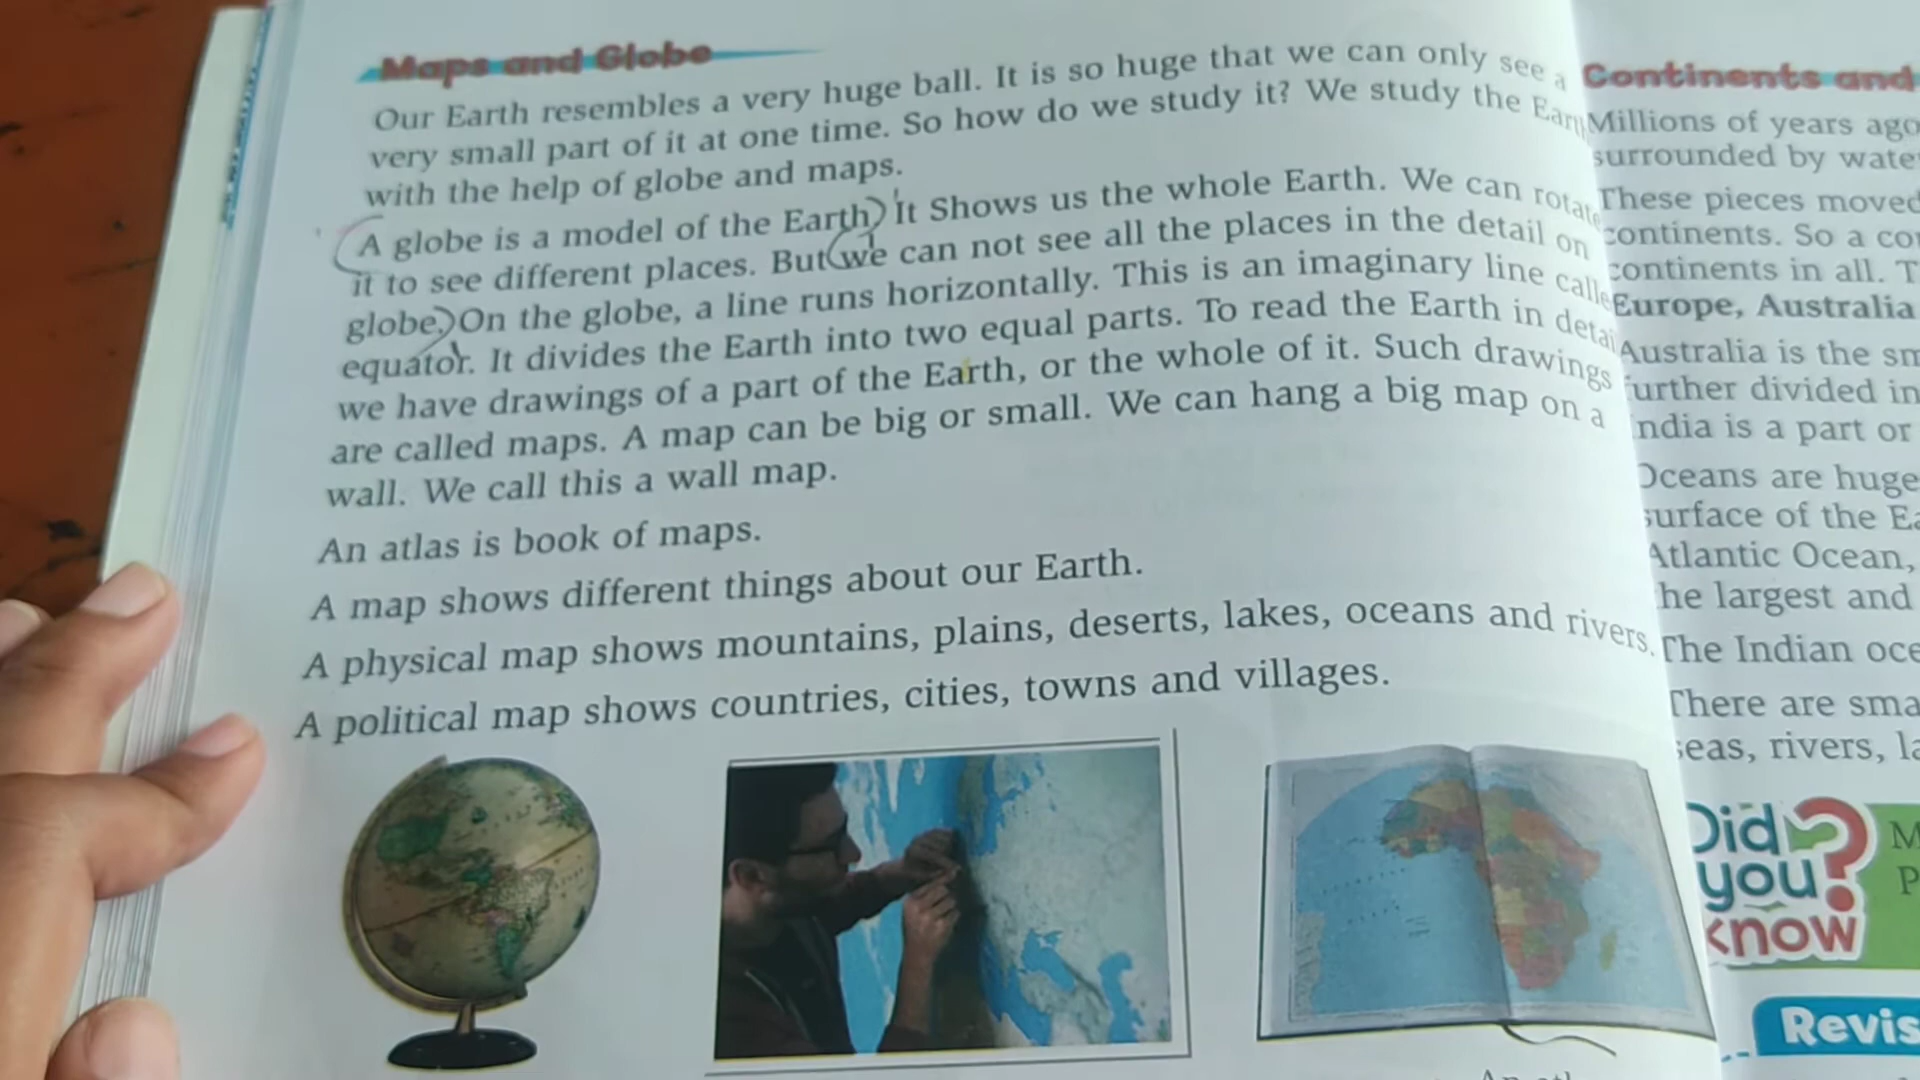 Maps and Globe
Our Earth resembles a very huge ball. It is so huge that we can only see a
very small part of it at one time. So how do we study it? We study the Earth
with the help of globe and maps.
A globe is a model of the Earth. It Shows us the whole Earth. We can rotate
it to see different places. But we can not see all the places in the detail on
globe. On the globe, a line runs horizontally. This is an imaginary line calle
equator. It divides the Earth into two equal parts. To read the Earth in detai
we have drawings of a part of the Earth, or the whole of it. Such drawings
are called maps. A map can be big or small. We can hang a big map on a
wall. We call this a wall map.
An atlas is book of maps.
A map shows different things about our Earth.
A physical map shows mountains, plains, deserts, lakes, oceans and rivers.
A political map shows countries, cities, towns and villages.
Continents and
Millions of years ago
surrounded by water
These pieces moved
continents. So a
continents in all.
Europe, Australia
Australia is the
further divided in
India is a part or
Oceans are huge
surface of the
Atlantic Ocean,
the largest and
The Indian
There are
seas, rivers,
Did
you
know